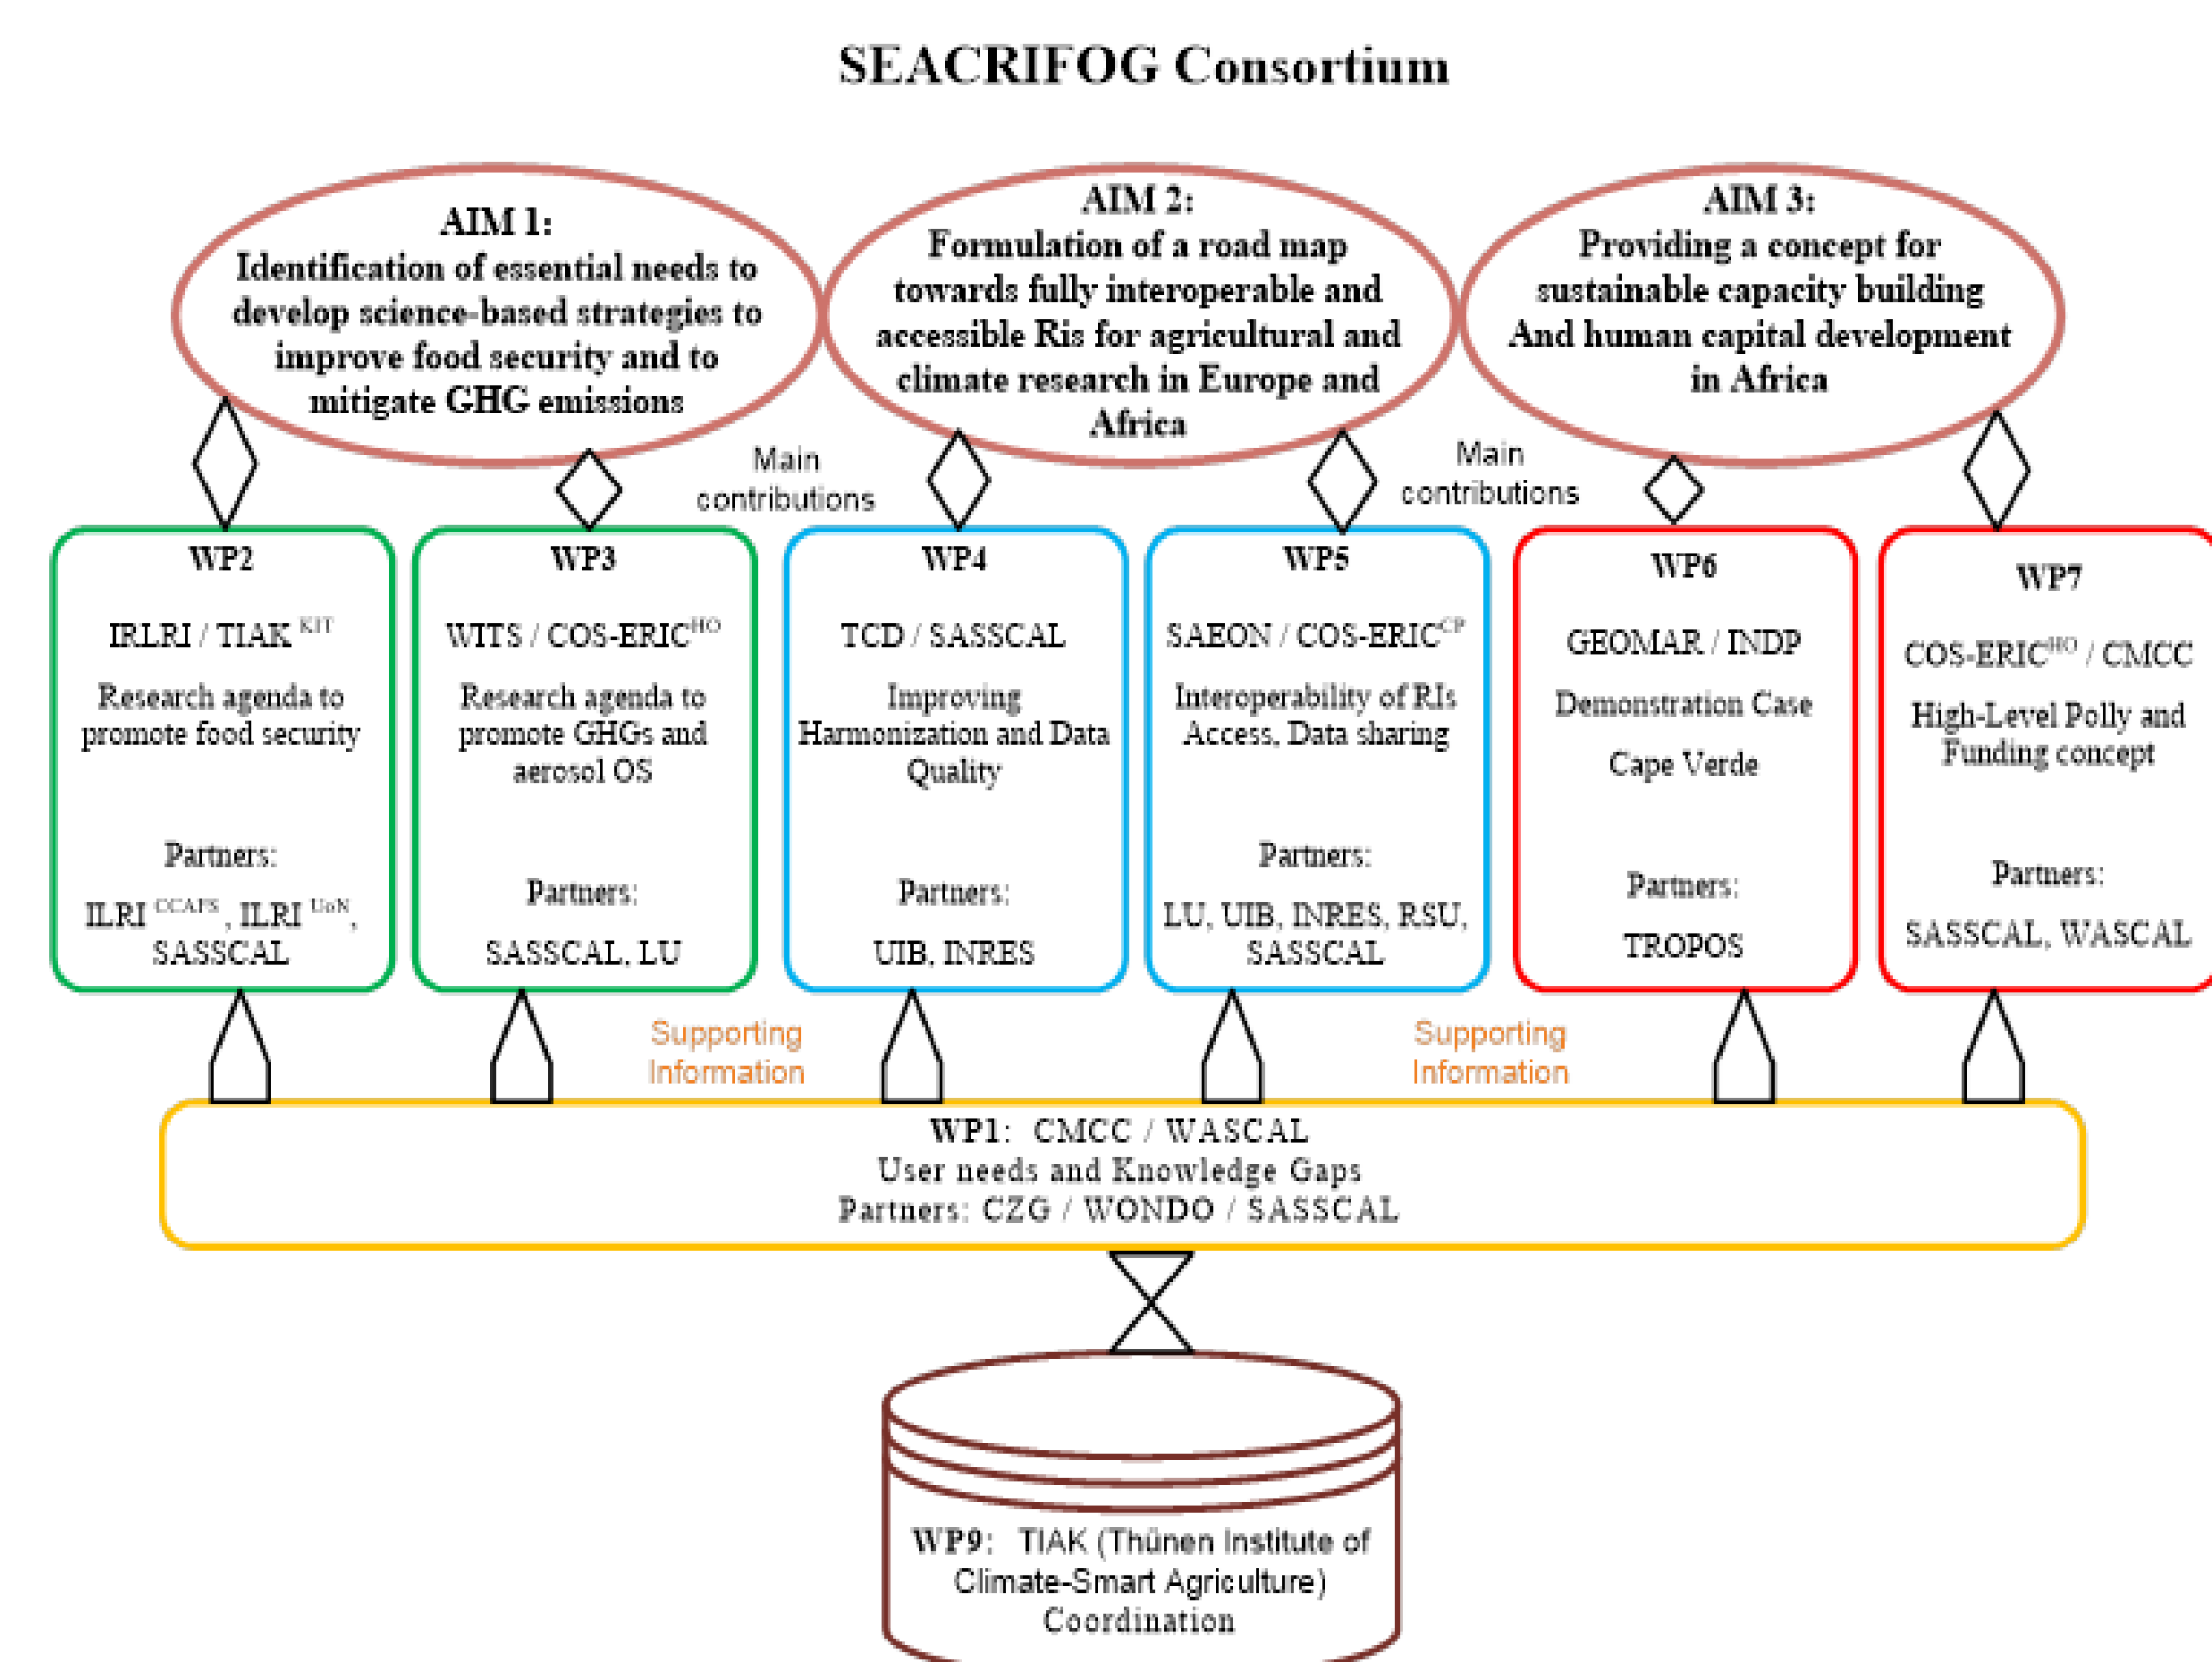 SEACRIFOG Consortium
AIM 1:
Identification of essential needs to
develop science-based strategies to
improve food security and to
mitigate GHG emissions
AIM 2:
Formulation of a road map
towards fully interoperable and
accessible Ris for agricultural and
climate research in Europe and
Africa
AIM 3:
Providing a concept for
sustainable capacity building
And human capital development
in Africa
Main
contributions
Main
contributions
WP2
IRLRI / TIAK KIT
Research agenda to
promote food security
Partners:
ILRI CCAFS , ILRI UoN,
SASSCAL
WP3
WITS / COS-ERICHO
Research agenda to
promote GHGs and
aerosol OS
Partners:
SASSCAL, LU
WP4
TCD / SASSCAL
Improving
Harmonization and Data
Quality
Partners:
UIB, INRES
WP5
SAEON / COS-ERICCP
Interoperability of RIs
Access, Data sharing
Partners:
LU, UIB, INRES, RSU,
SASSCAL
WP6
GEOMAR / INDP
Demonstration Case
Cape Verde
Partners:
TROPOS
WP7
COS-ERICHO / CMCC
High-Level Polly and
Funding concept
Partners:
SASSCAL, WASCAL
Supporting
Information
Supporting
Information
WP1: CMCC / WASCAL
User needs and Knowledge Gaps
Partners: CZG / WONDO / SASSCAL
WP9: TIAK (Thünen Institute of
Climate-Smart Agriculture)
Coordination